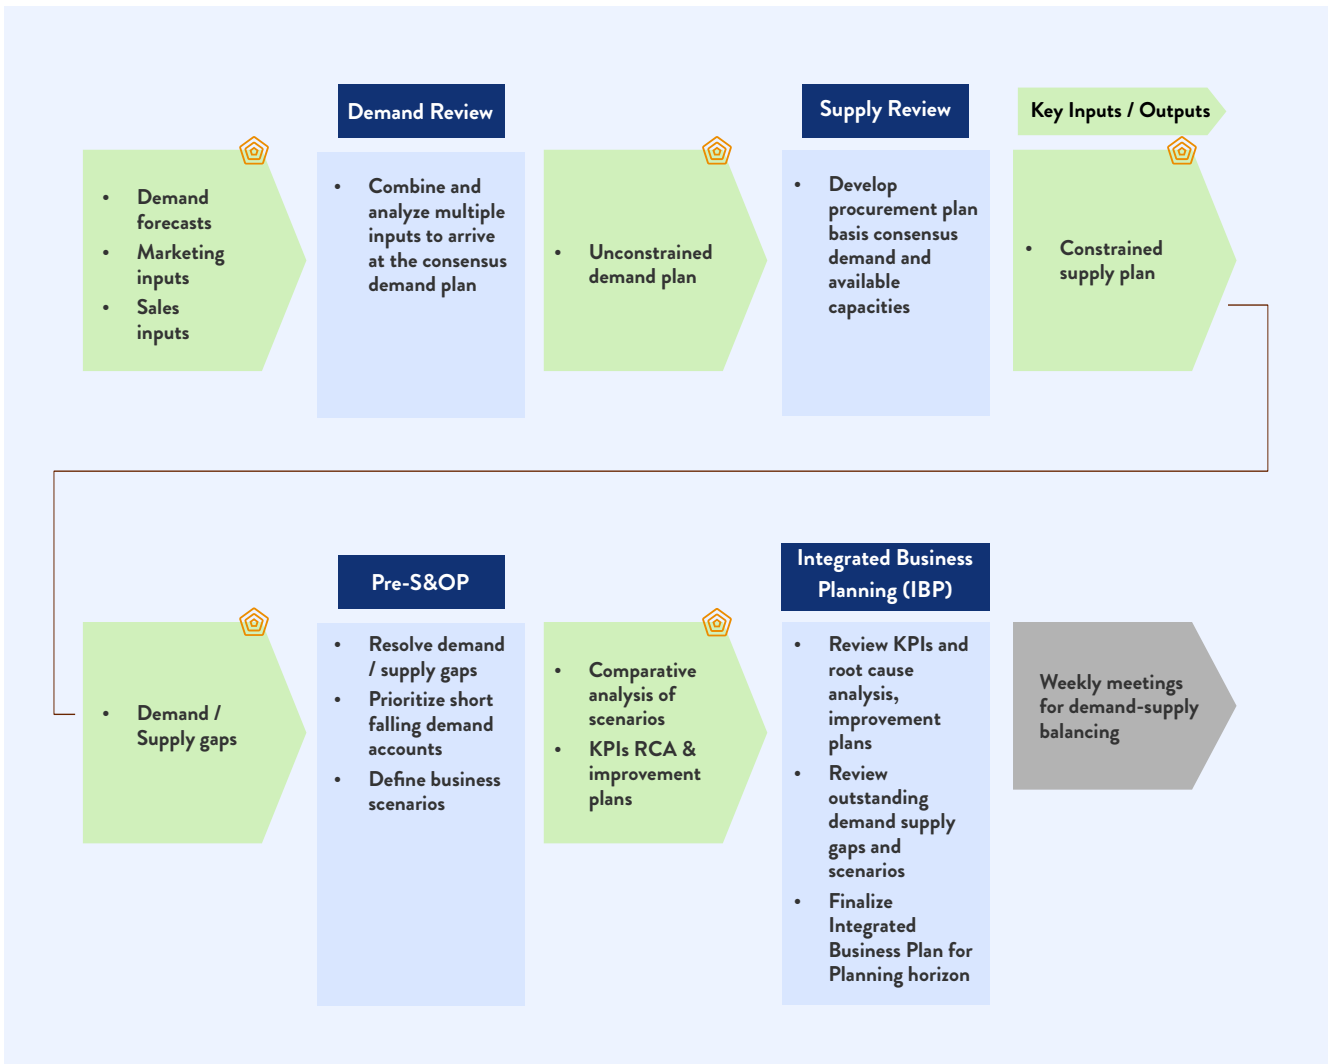 Demand Review
Supply Review
Key Inputs / Outputs
• Demand
forecasts
• Marketing
inputs
• Sales
inputs
• Combine and
analyze multiple
inputs to arrive
at the consensus
demand plan
• Unconstrained
demand plan
• Develop
procurement plan
basis consensus
demand and
available
capacities
• Constrained
supply plan
Pre-S&OP
Integrated Business
Planning (IBP)
• Demand /
Supply gaps
• Resolve demand
/ supply gaps
• Prioritize short
falling demand
accounts
• Define business
scenarios
• Comparative
analysis of
scenarios
• KPIs RCA &
improvement
plans
• Review KPIs and
root cause
analysis,
improvement
plans
• Review
outstanding
demand supply
gaps and
scenarios
• Finalize
Integrated
Business Plan for
Planning horizon
Weekly meetings
for demand-supply
balancing